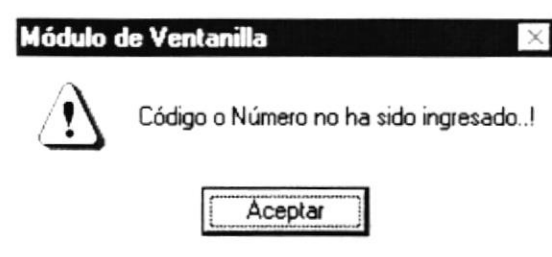 Módulo de Ventanilla
Código o Número no ha sido ingresado..!
Aceptar